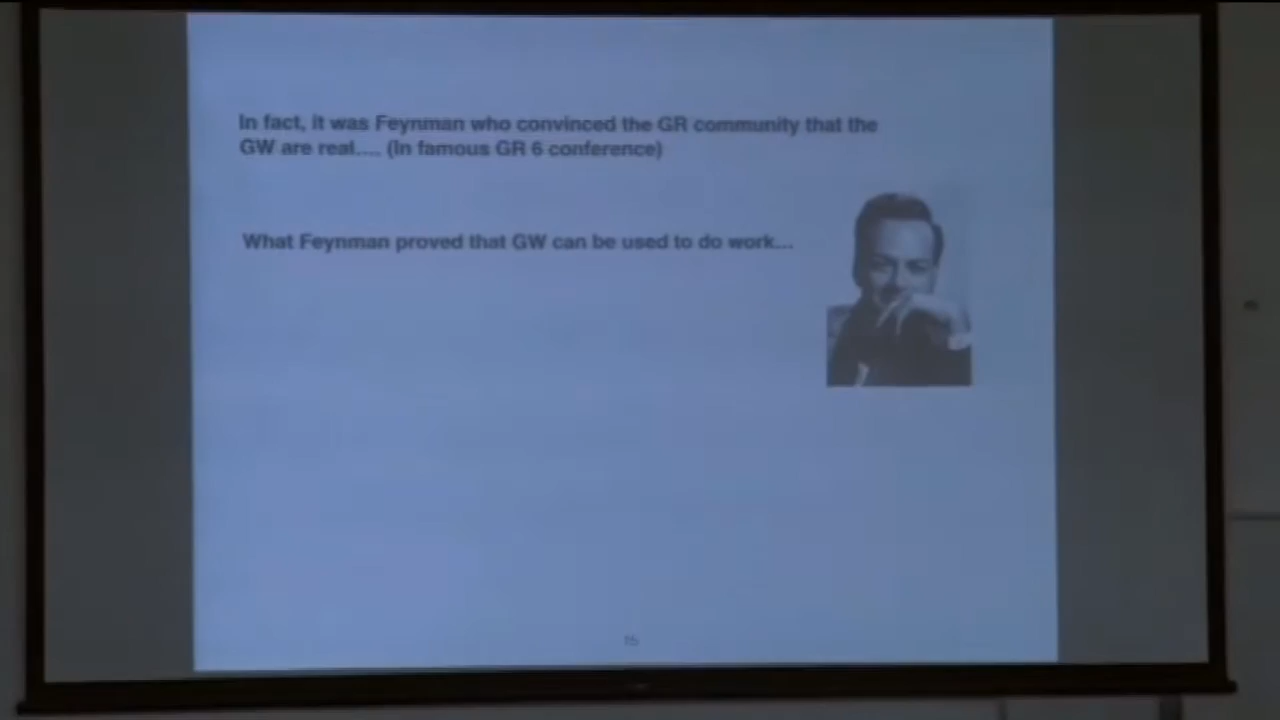 In fact, it was Feynman who convinced the GR community that the
GW are real.... (In famous GR 6 conference)
What Feynman proved that GW can be used to do work...
15